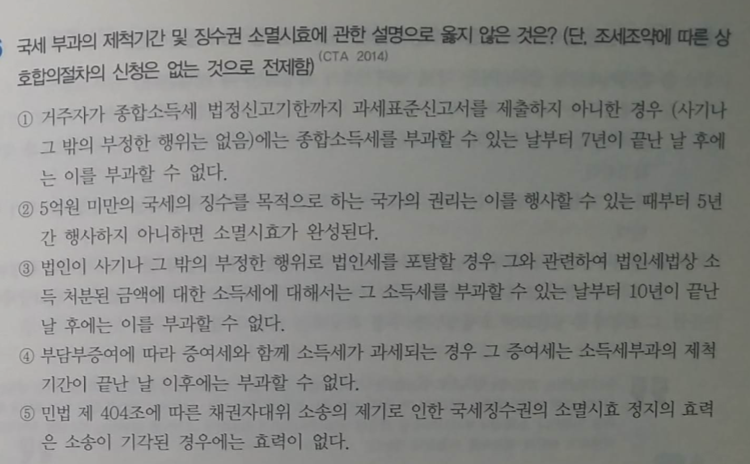 국세 부과의 제척기간 및 징수권 소멸시효에 관한 설명으로 옳지 않은 것은? (단, 조세조약에 따른 상
호합의절차의 신청은 없는 것으로 전제함) (CTA 2014)
① 거주자가 종합소득세 법정신고기한까지 과세표준신고서를 제출하지 아니한 경우 (사기나
그 밖의 부정한 행위는 없음)에는 종합소득세를 부과할 수 있는 날부터 7년이 끝난 날 후에
는 이를 부과할 수 없다.
② 5억원 미만의 국세의 징수를 목적으로 하는 국가의 권리는 이를 행사할 수 있는 때부터 5년
간 행사하지 아니하면 소멸시효가 완성된다.
③ 법인이 사기나 그 밖의 부정한 행위로 법인세를 포탈할 경우 그와 관련하여 법인세법상 소
득 처분된 금액에 대한 소득세에 대해서는 그 소득세를 부과할 수 있는 날부터 10년이 끝난
날 후에는 이를 부과할 수 없다.
④ 부담부증여에 따라 증여세와 함께 소득세가 과세되는 경우 그 증여세는 소득세부과의 제척
기간이 끝난 날 이후에는 부과할 수 없다.
⑤ 민법 제 404조에 따른 채권자대위 소송의 제기로 인한 국세징수권의 소멸시효 정지의 효력
은 소송이 기각된 경우에는 효력이 없다.